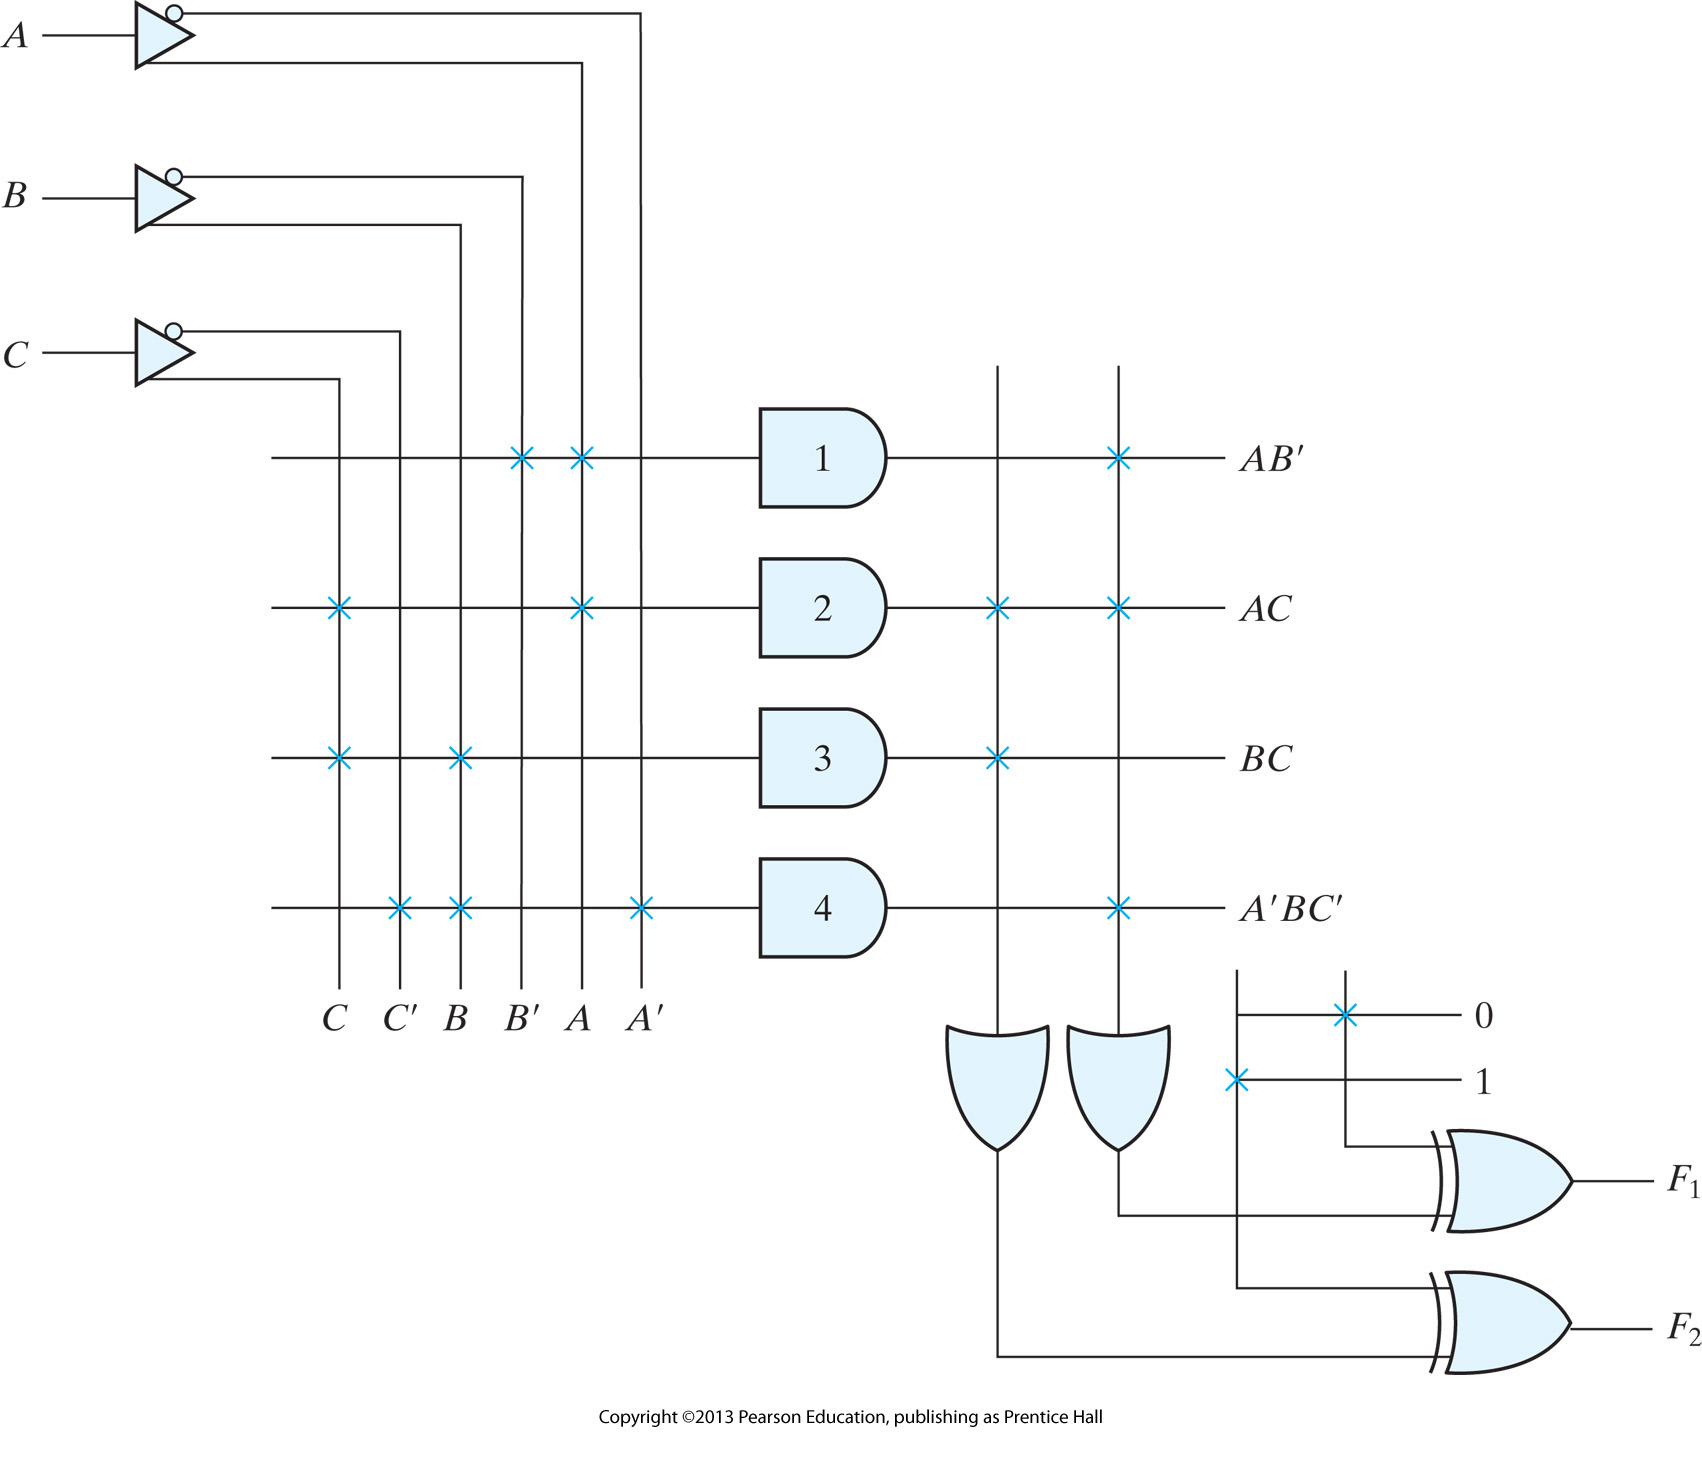 A
B
C
1 AB′
2 AC
3 BC
4 A′BC′
C C′ B B′ A A′
0
1
F₁
F₂
Copyright ©2013 Pearson Education, publishing as Prentice Hall